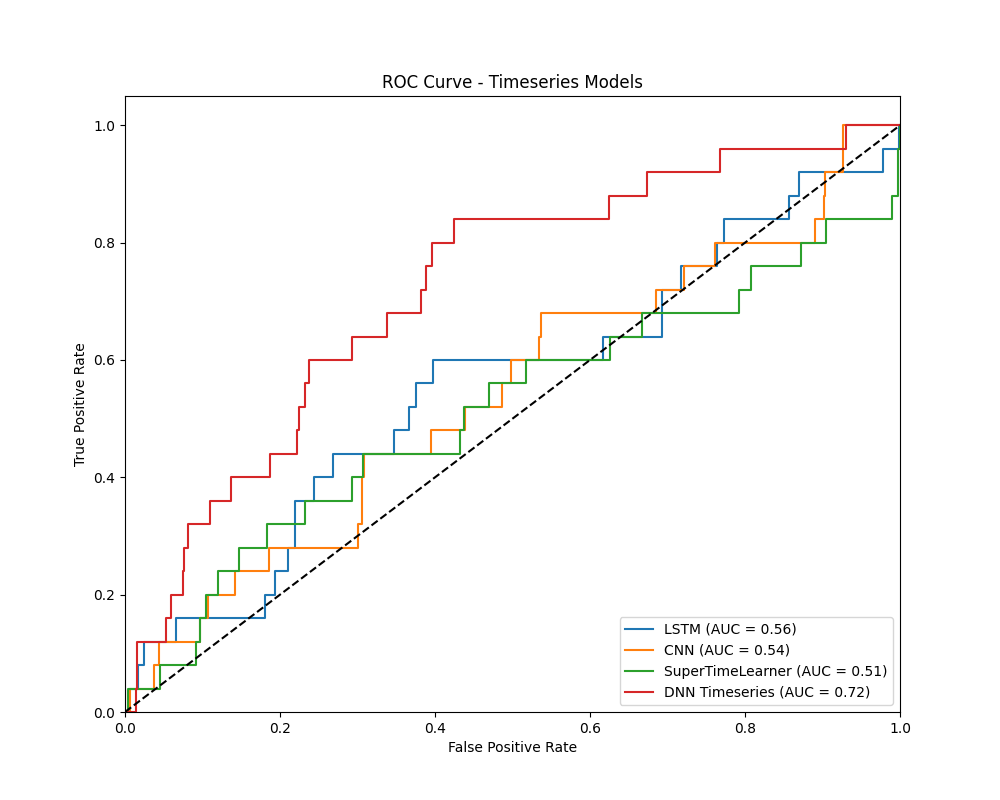 ROC Curve - Timeseries Models
True Positive Rate
1.0
0.8
0.6
0.4
0.2
0.0
0.0 0.2 0.4 0.6 0.8 1.0
False Positive Rate
LSTM (AUC = 0.56)
CNN (AUC = 0.54)
SuperTimeLearner (AUC = 0.51)
DNN Timeseries (AUC = 0.72)